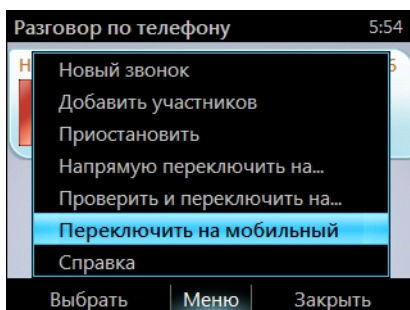 Разговор по телефону 5:54
Новый звонок
Добавить участников
Приостановить
Напрямую переключить на...
Проверить и переключить на...
Переключить на мобильный
Справка
Выбрать Меню Закрыть